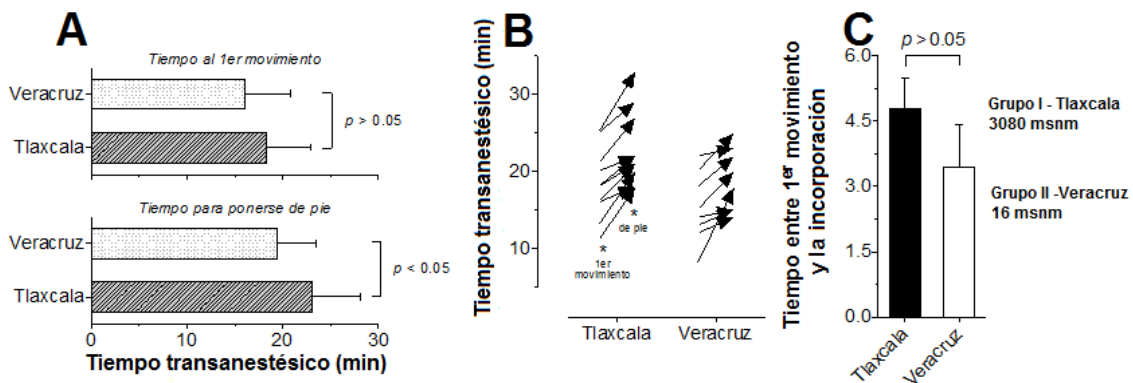 A
Tiempo al 1er movimiento
Veracruz
Tlaxcala
p > 0.05
Tiempo para ponerse de pie
Veracruz
Tlaxcala
p < 0.05
0 10 20 30
Tiempo transanestésico (min)
B
Tiempo transanestésico (min)
30
20
10
*
de pie
*
1er
movimiento
Tlaxcala Veracruz
C
Tiempo entre 1er movimiento
y la incorporación
p > 0.05
6.0
4.5
3.0
1.5
0.0
Tlaxcala
Veracruz
Grupo I - Tlaxcala
3080 msnm
Grupo II -Veracruz
16 msnm